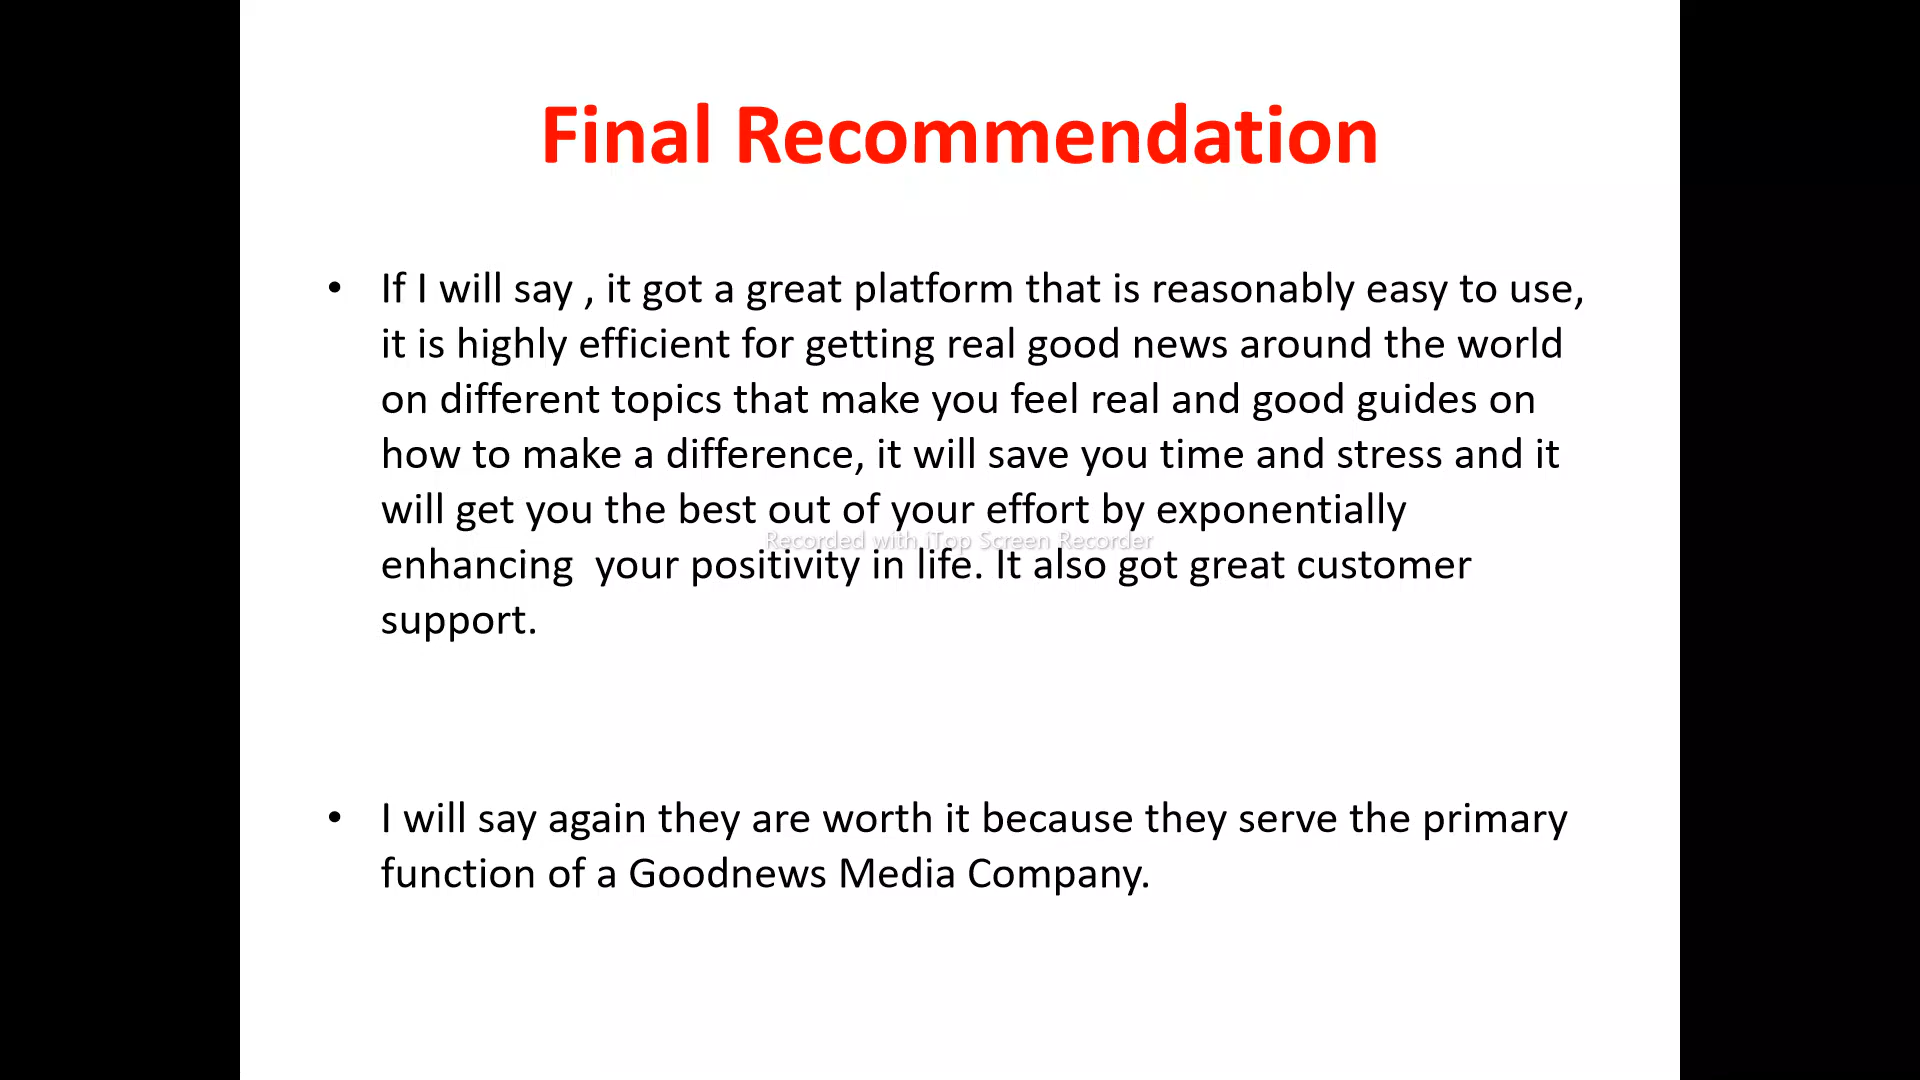 Final Recommendation
• If I will say , it got a great platform that is reasonably easy to use,
it is highly efficient for getting real good news around the world
on different topics that make you feel real and good guides on
how to make a difference, it will save you time and stress and it
will get you the best out of your effort by exponentially
Recorded with iTop Screen Recorder
enhancing  your positivity in life. It also got great customer
support.
• I will say again they are worth it because they serve the primary
function of a Goodnews Media Company.